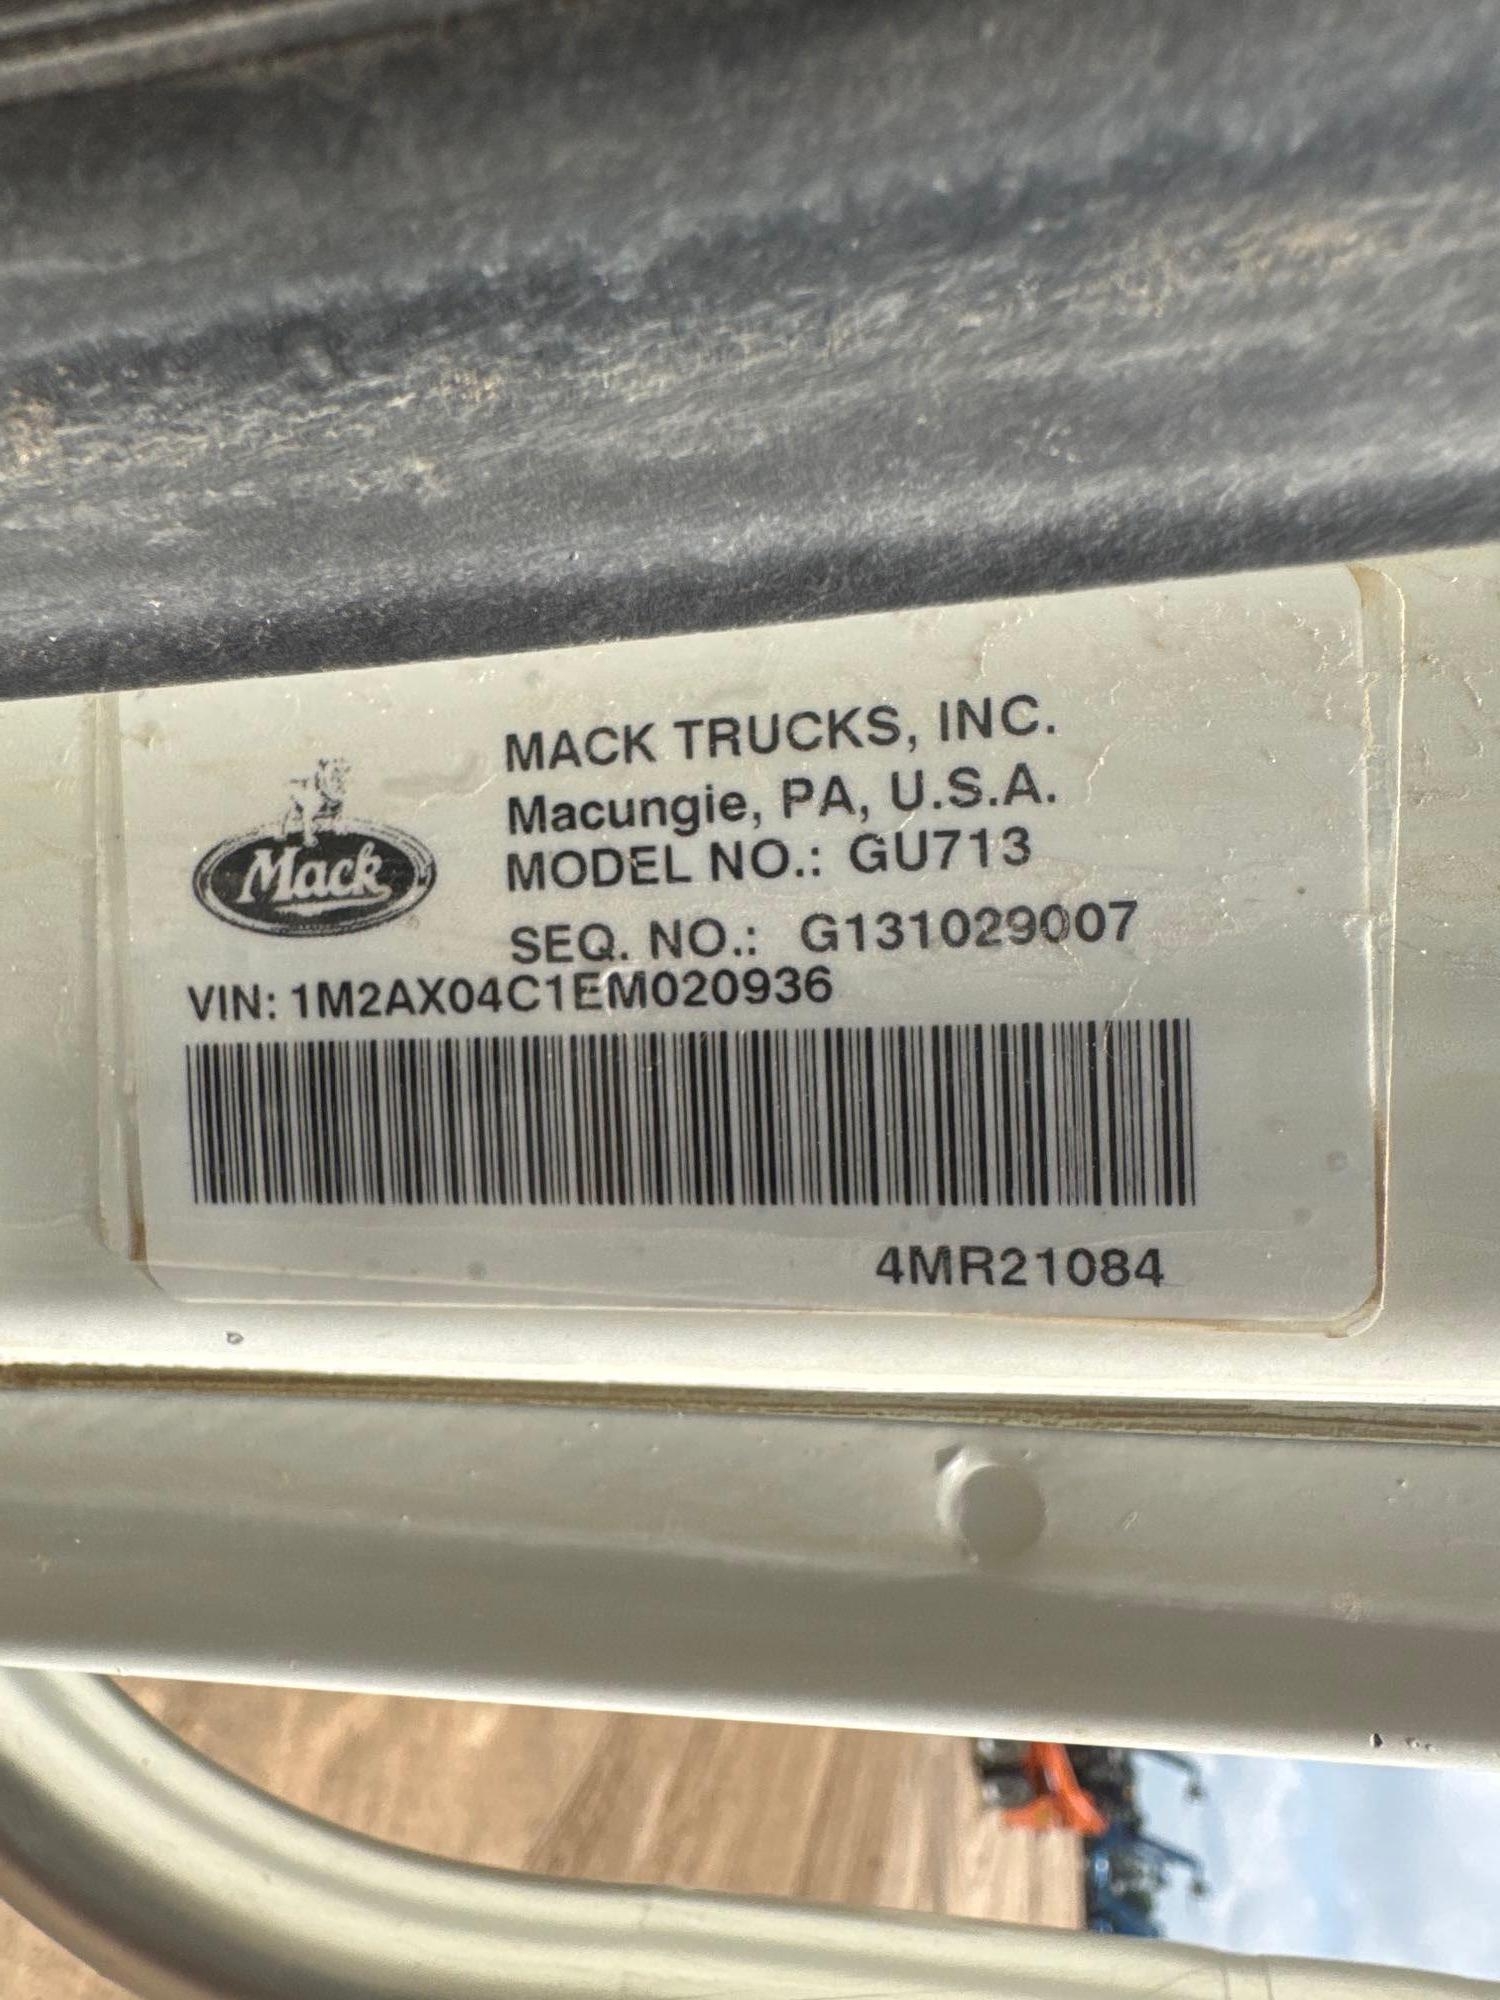 MACK TRUCKS, INC.
Macungie, PA, U.S.A.
Mack
MODEL NO.: GU713
SEQ. NO.: G131029007
VIN: 1M2AX04C1EM020936
4MR21084